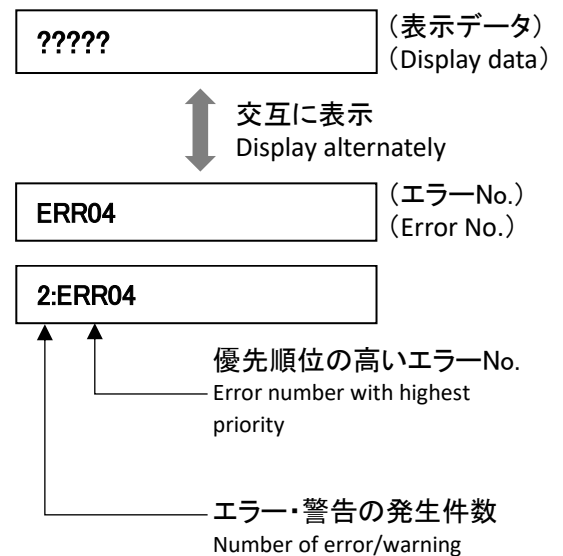 ?????
（表示データ）
（Display data）
交互に表示
Display alternately
ERR04
（エラーNo.）
（Error No.）
2:ERR04
優先順位の高いエラーNo.
Error number with highest
priority
エラー・警告の発生件数
Number of error/warning